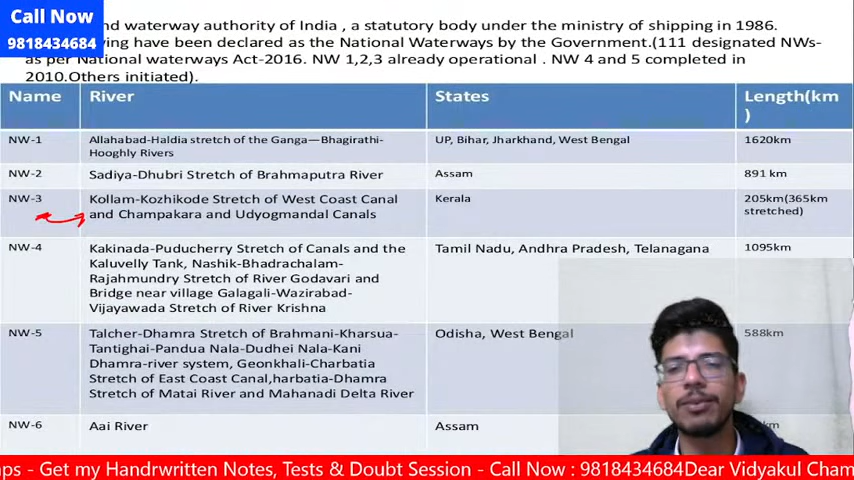 Call Now
9818434684
nd waterway authority of India , a statutory body under the ministry of shipping in 1986.
ving have been declared as the National Waterways by the Government.(111 designated NWs-
as per National waterways Act-2016. NW 1,2,3 already operational . NW 4 and 5 completed in
2010.Others initiated).
Name River States Length(km
)
NW-1 Allahabad-Haldia stretch of the Ganga—Bhagirathi- UP, Bihar, Jharkhand, West Bengal 1620km
Hooghly Rivers
NW-2 Sadiya-Dhubri Stretch of Brahmaputra River Assam 891 km
NW-3 Kollam-Kozhikode Stretch of West Coast Canal Kerala 205km(365km
and Champakara and Udyogmandal Canals stretched)
NW-4 Kakinada-Puducherry Stretch of Canals and the Tamil Nadu, Andhra Pradesh, Telanagana 1095km
Kaluvelly Tank, Nashik-Bhadrachalam-
Rajahmundry Stretch of River Godavari and
Bridge near village Galagali-Wazirabad-
Vijayawada Stretch of River Krishna
NW-5 Talcher-Dhamra Stretch of Brahmani-Kharsua- Odisha, West Bengal 588km
Tantighai-Pandua Nala-Dudhei Nala-Kani
Dhamra-river system, Geonkhali-Charbatia
Stretch of East Coast Canal,harbatia-Dhamra
Stretch of Matai River and Mahanadi Delta River
NW-6 Aai River Assam
aps - Get my Handrwritten Notes, Tests & Doubt Session - Call Now : 9818434684Dear Vidyakul Cham